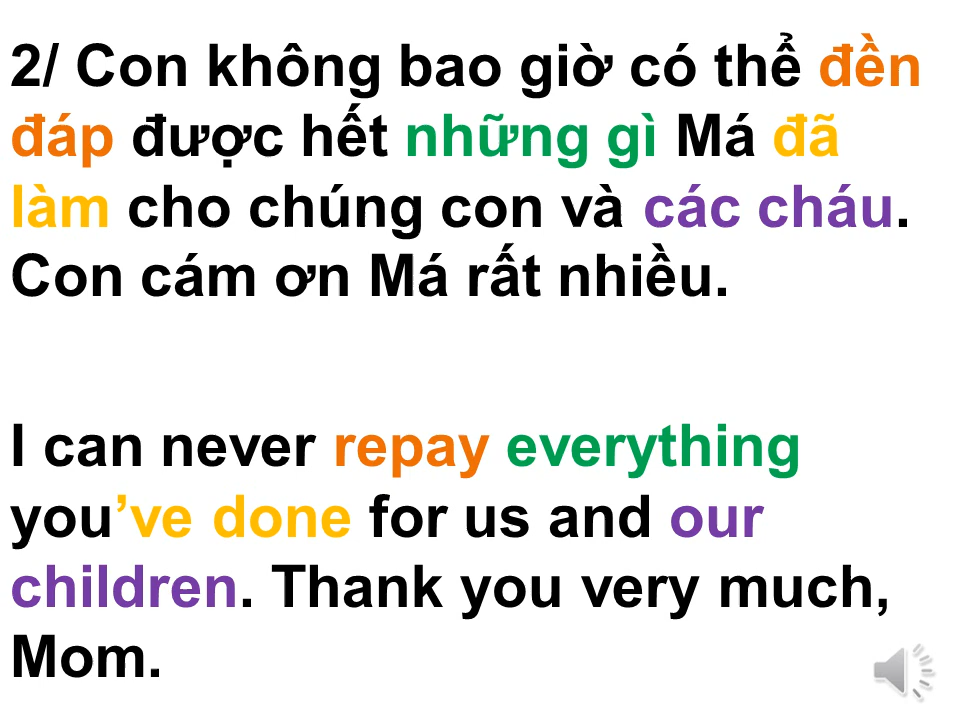 2/ Con không bao giờ có thể đền
đáp được hết những gì Má đã
làm cho chúng con và các cháu.
Con cám ơn Má rất nhiều.
I can never repay everything
you’ve done for us and our
children. Thank you very much,
Mom.